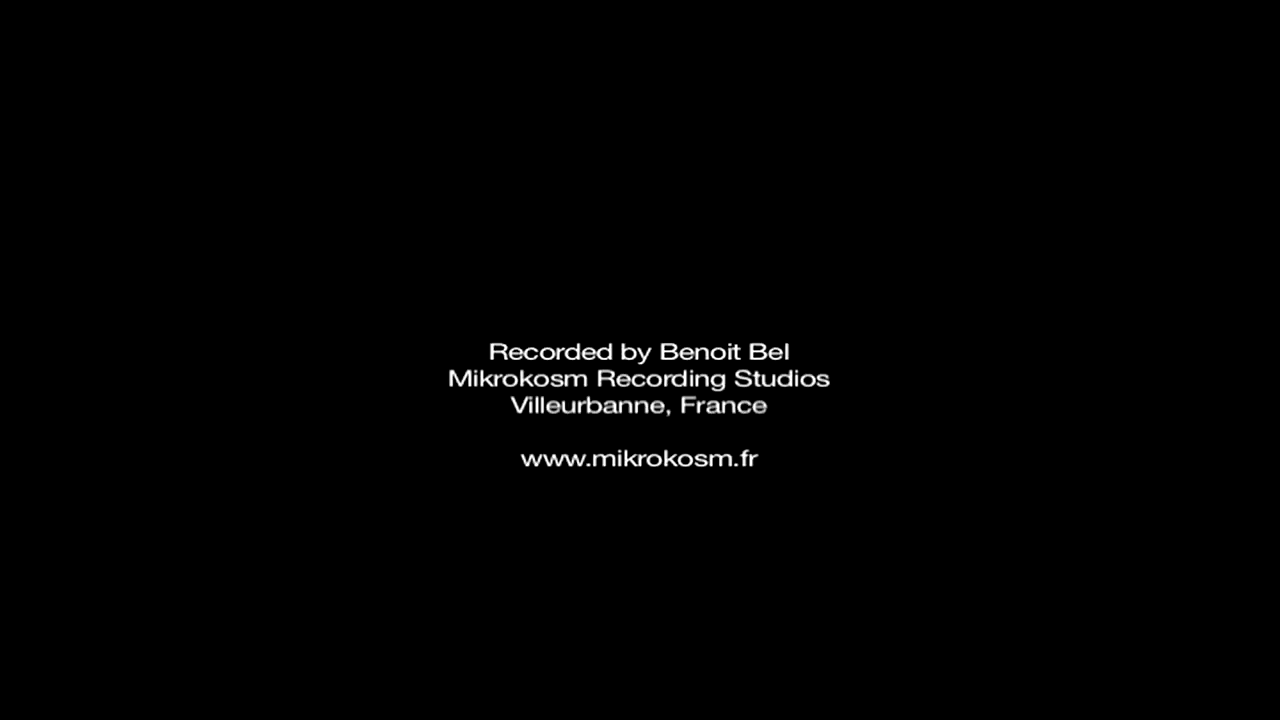 Recorded by Benoit Bel
Mikrokosm Recording Studios
Villeurbanne, France
www.mikrokosm.fr